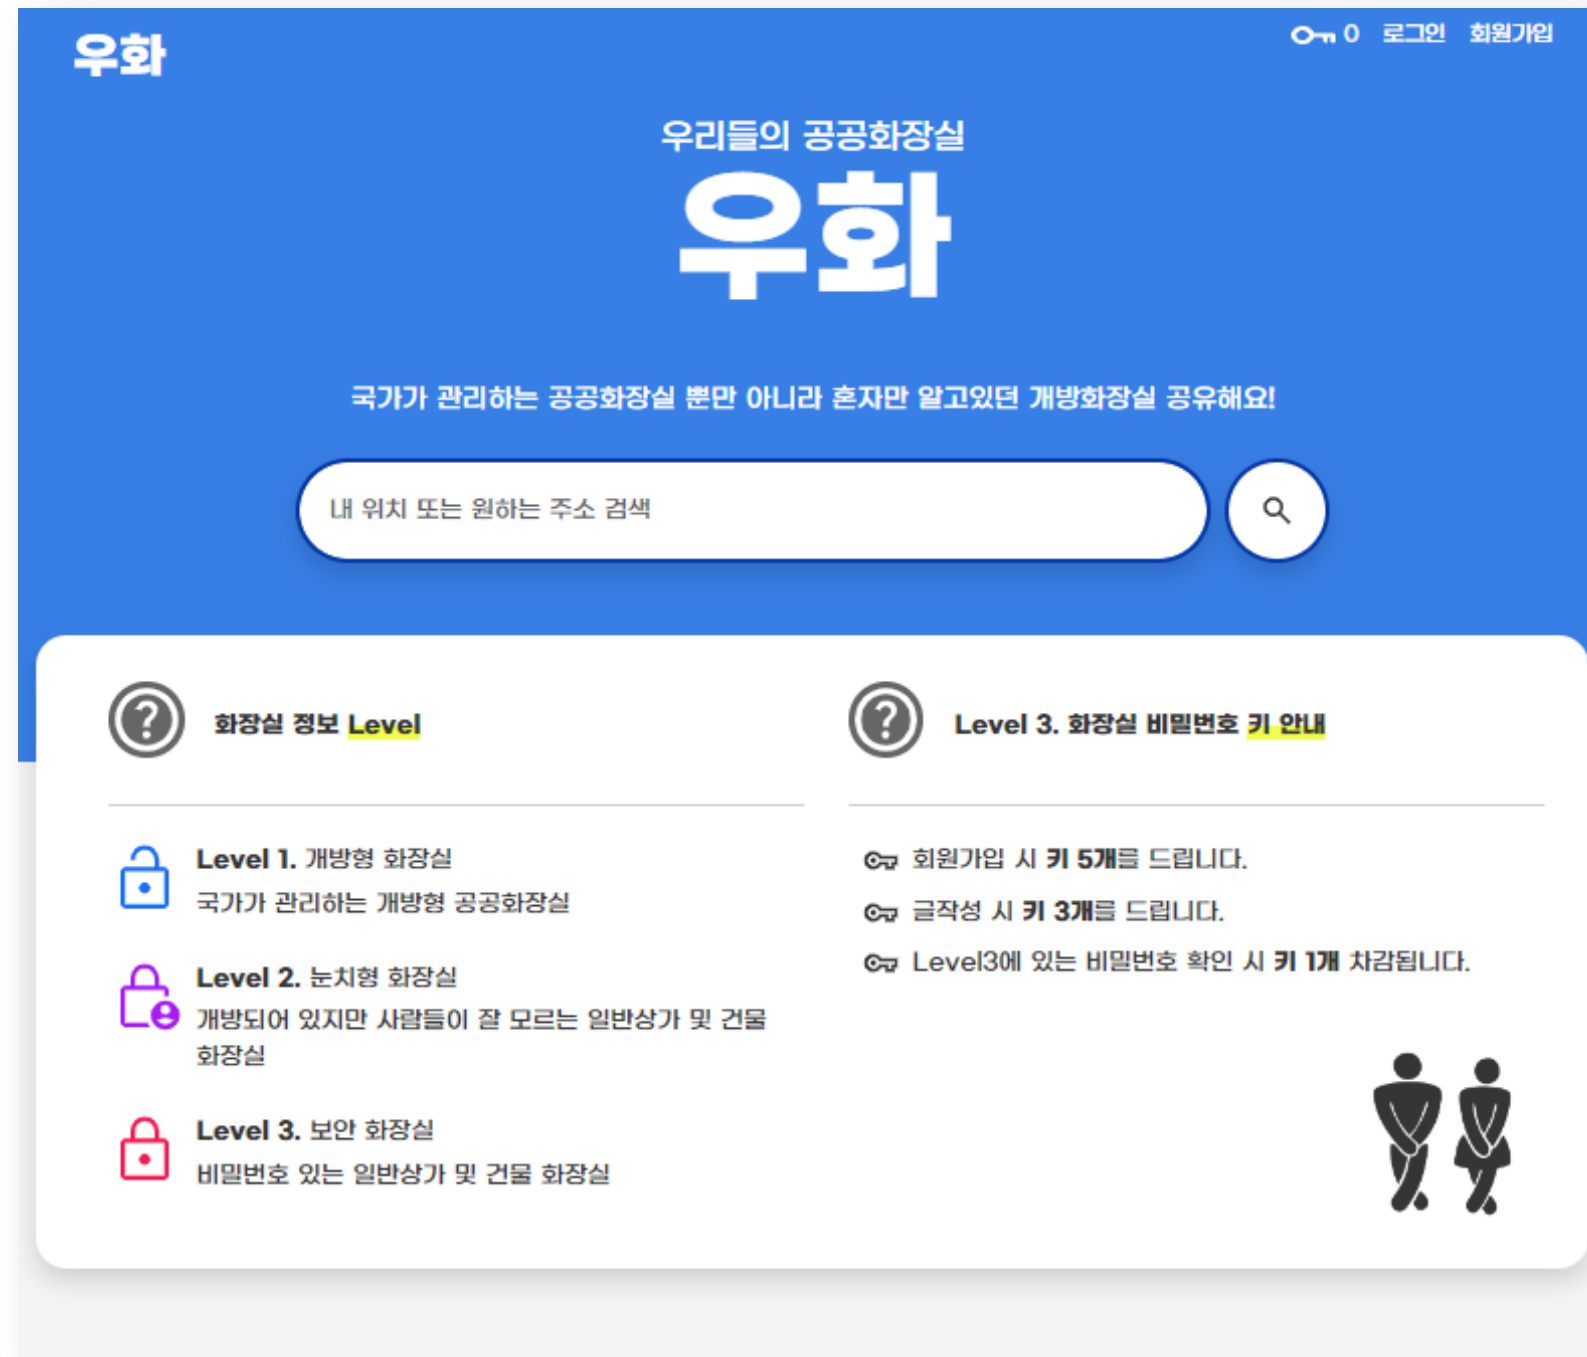 우화
0 로그인 회원가입
우리들의 공공화장실
우화
국가가 관리하는 공공화장실 뿐만 아니라 혼자만 알고있던 개방화장실 공유해요!
내 위치 또는 원하는 주소 검색
화장실 정보 Level
Level 1. 개방형 화장실
국가가 관리하는 개방형 공공화장실
Level 2. 눈치형 화장실
개방되어 있지만 사람들이 잘 모르는 일반상가 및 건물
화장실
Level 3. 보안 화장실
비밀번호 있는 일반상가 및 건물 화장실
Level 3. 화장실 비밀번호 키 안내
회원가입 시 키 5개를 드립니다.
글작성 시 키 3개를 드립니다.
Level3에 있는 비밀번호 확인 시 키 1개 차감됩니다.